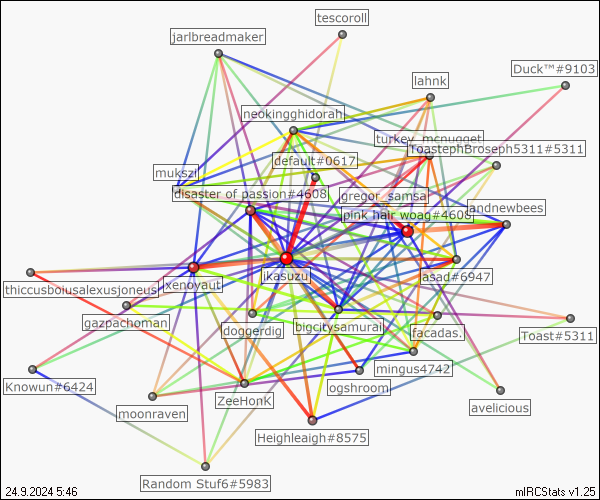 tescoroll
jarlbreadmaker
Duck™#9103
lahnk
neokingghidorah
turkey_mcnugget
ToastephBroseph5311#5311
default#0617
mukszi
disaster of passion#4608
gregor_samsa
pink hair woag#4608
andnewbees
ikasuzu
asad#6947
xenoyaut
thiccusboiusalexusjoneus
gazpachoman
doggerdig
bigcitysamurai
facadas.
Toast#5311
mingus4742
Knowun#6424
ogshroom
moonraven
ZeeHonk
avelicious
Heighleaigh#8575
Random Stuf6#5983
24.9.2024 5:46
mIRCStats v1.25